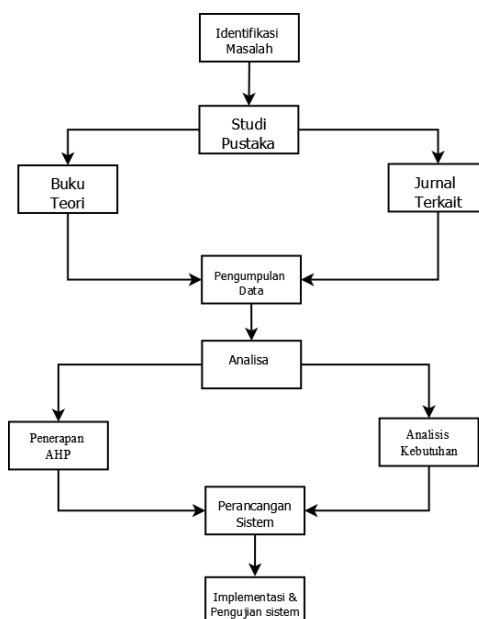 Identifikasi
Masalah
Studi
Pustaka
Buku
Teori
Jurnal
Terkait
Pengumpulan
Data
Analisa
Penerapan
AHP
Analisis
Kebutuhan
Perancangan
Sistem
Implementasi &
Pengujian sistem